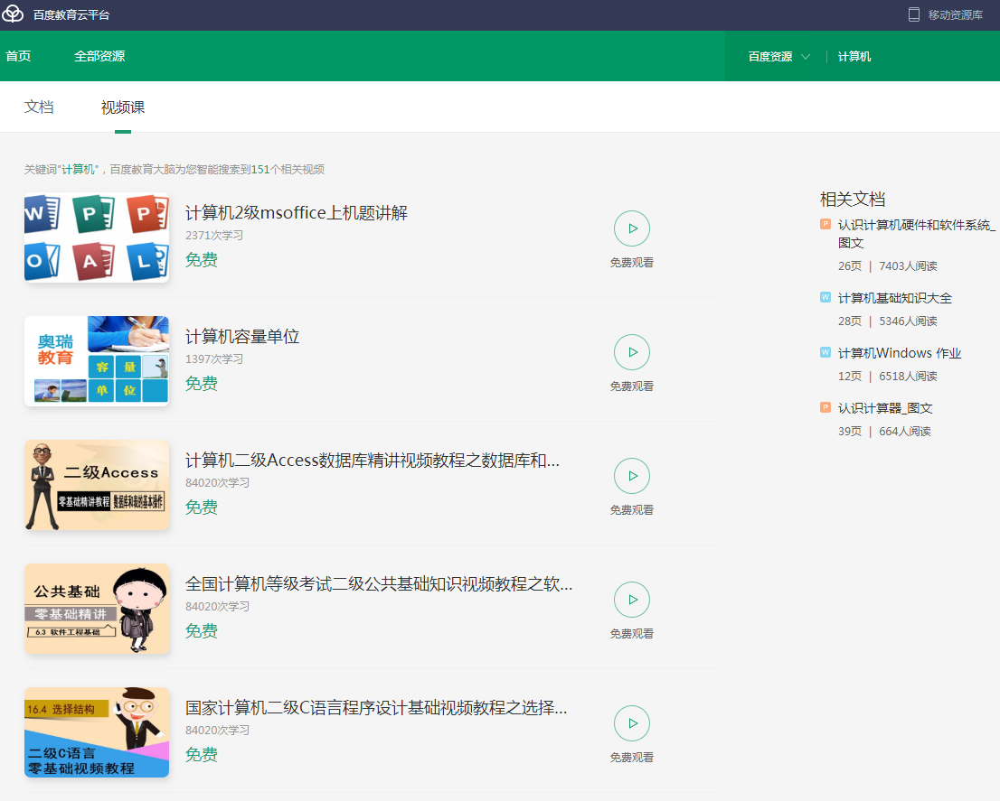 百度教育云平台
移动资源库
首页
全部资源
百度资源
计算机
文档
视频课
关键词"计算机"，百度教育大脑为您智能搜索到151个相关视频
W P P
O A L
计算机2级msoffice上机题讲解
2371次学习
免费
免费观看
奥瑞
教育
容 量
单 位
计算机容量单位
1397次学习
免费
免费观看
二级Access
零基础精讲教程 数据库和表的基本操作
计算机二级Access数据库精讲视频教程之数据库和...
84020次学习
免费
免费观看
公共基础
零基础精讲
6.3 软件工程基础
全国计算机等级考试二级公共基础知识视频教程之软...
84020次学习
免费
免费观看
16.4 选择结构
二级C语言
零基础视频教程
国家计算机二级C语言程序设计基础视频教程之选择...
84020次学习
免费
免费观看
相关文档
P 认识计算机硬件和软件系统_
图文
26页 | 7403人阅读
W 计算机基础知识大全
28页 | 5346人阅读
W 计算机Windows 作业
12页 | 6518人阅读
P 认识计算器_图文
39页 | 664人阅读